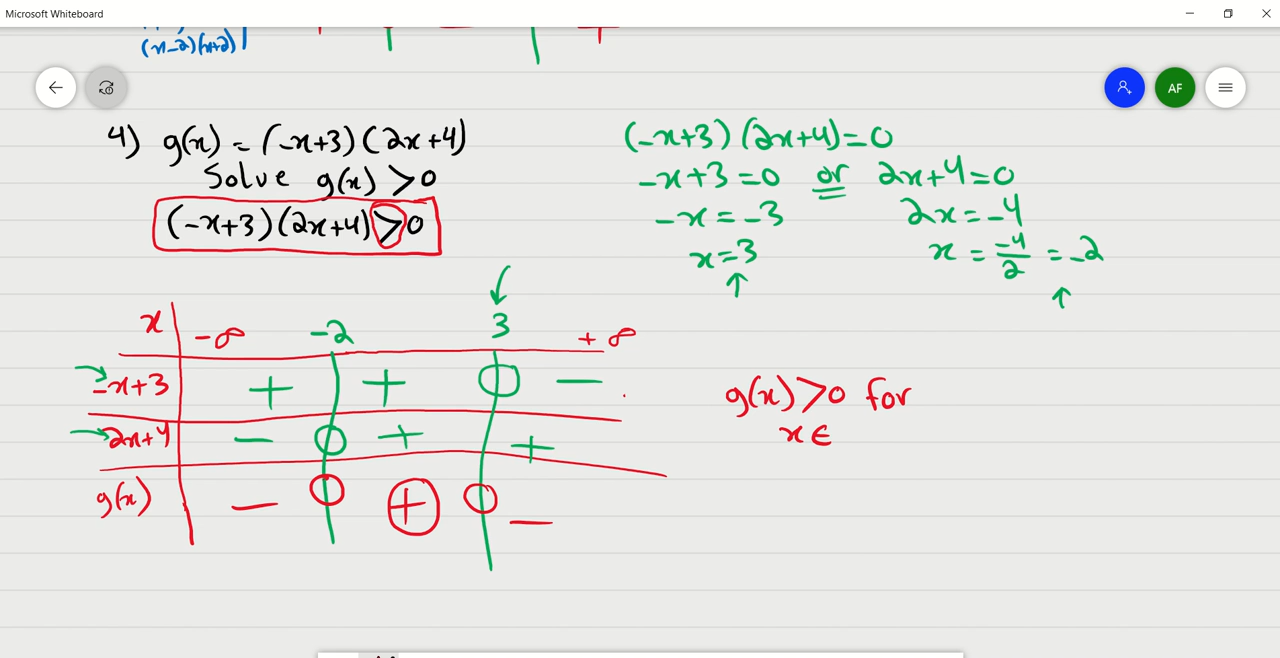 Microsoft Whiteboard
(x-2)(x+2)
AF
4) g(x) = (-x+3)(2x+4)
Solve g(x) > 0
(-x+3)(2x+4) > 0
(-x+3)(2x+4)=0
-x+3=0 or 2x+4=0
-x = -3 2x = -4
x=3 x = -4/2 = -2
x -∞ -2 3 +∞
-x+3 + + 0 -
2x+4 - 0 + +
g(x) - 0 + 0 -
g(x) > 0 for
x ∈